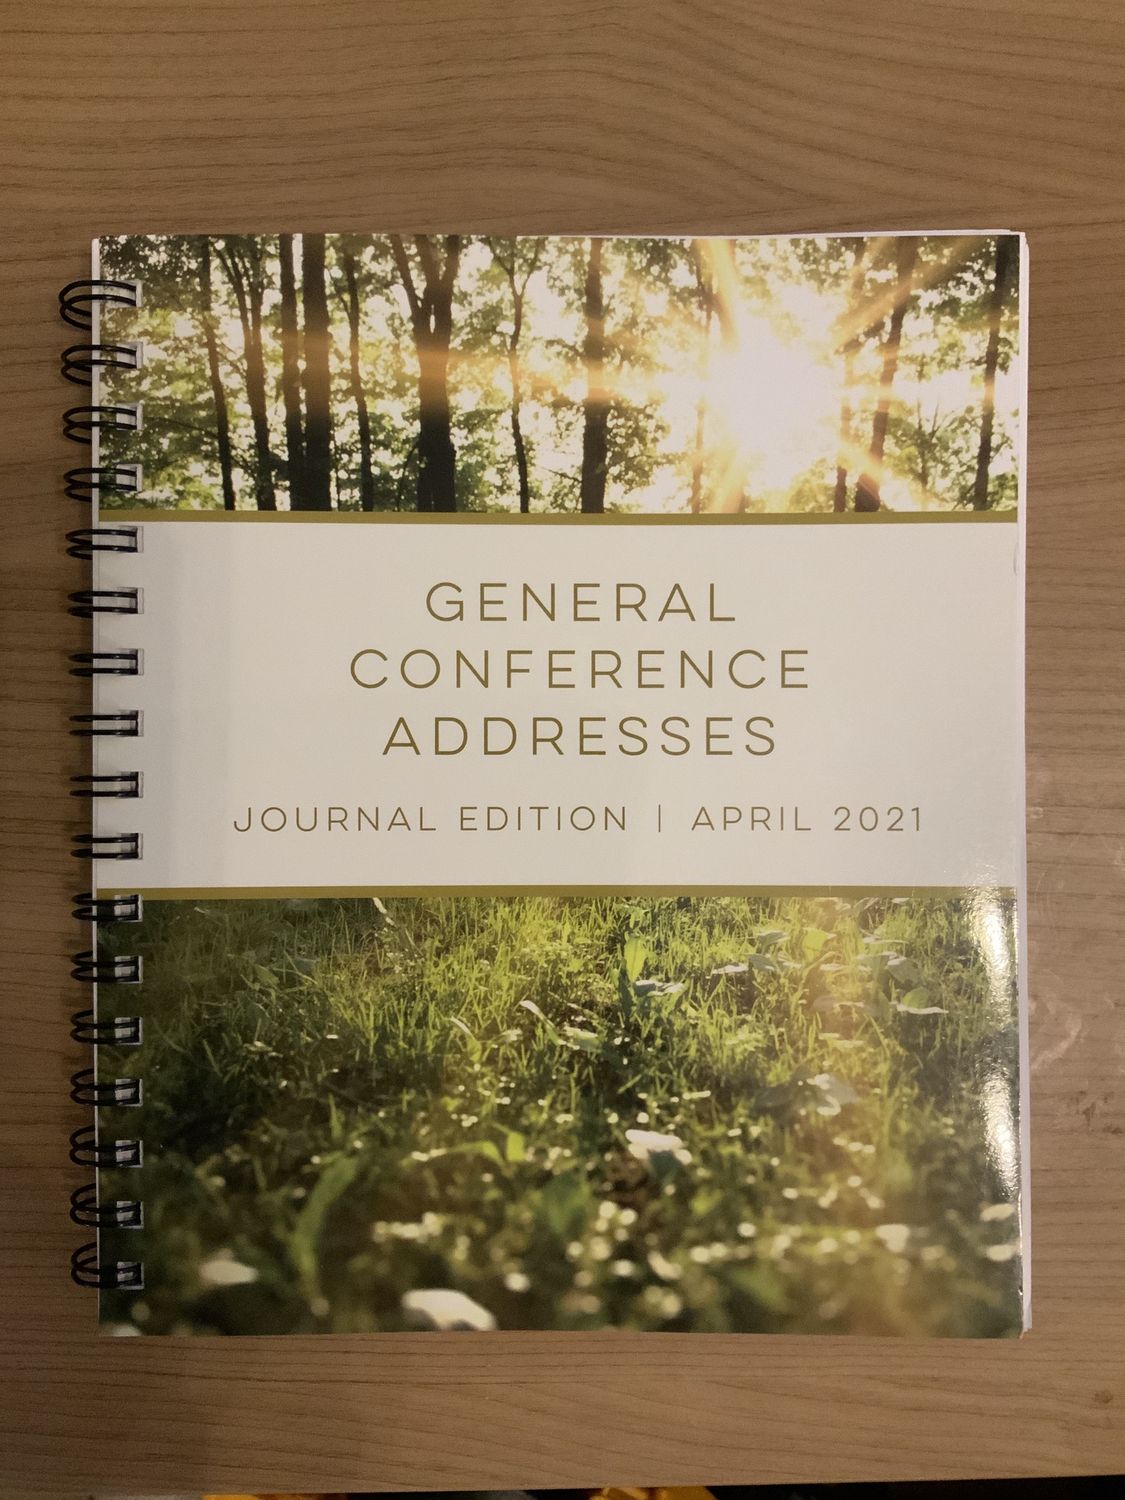 GENERAL
CONFERENCE
ADDRESSES
JOURNAL EDITION | APRIL 2021